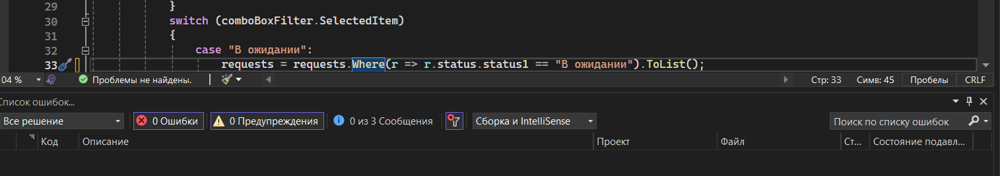 29 }
30 switch (comboBoxFilter.SelectedItem)
31 {
32 case "В ожидании":
33 requests = requests.Where(r => r.status.status1 == "В ожидании").ToList();
04 % Проблемы не найдены. Стр: 33 Симв: 45 Пробелы CRLF
Список ошибок...
Все решение 0 Ошибки 0 Предупреждения 0 из 3 Сообщения Сборка и IntelliSense Поиск по списку ошибок
Код Описание Проект Файл Ст... Состояние подавл...